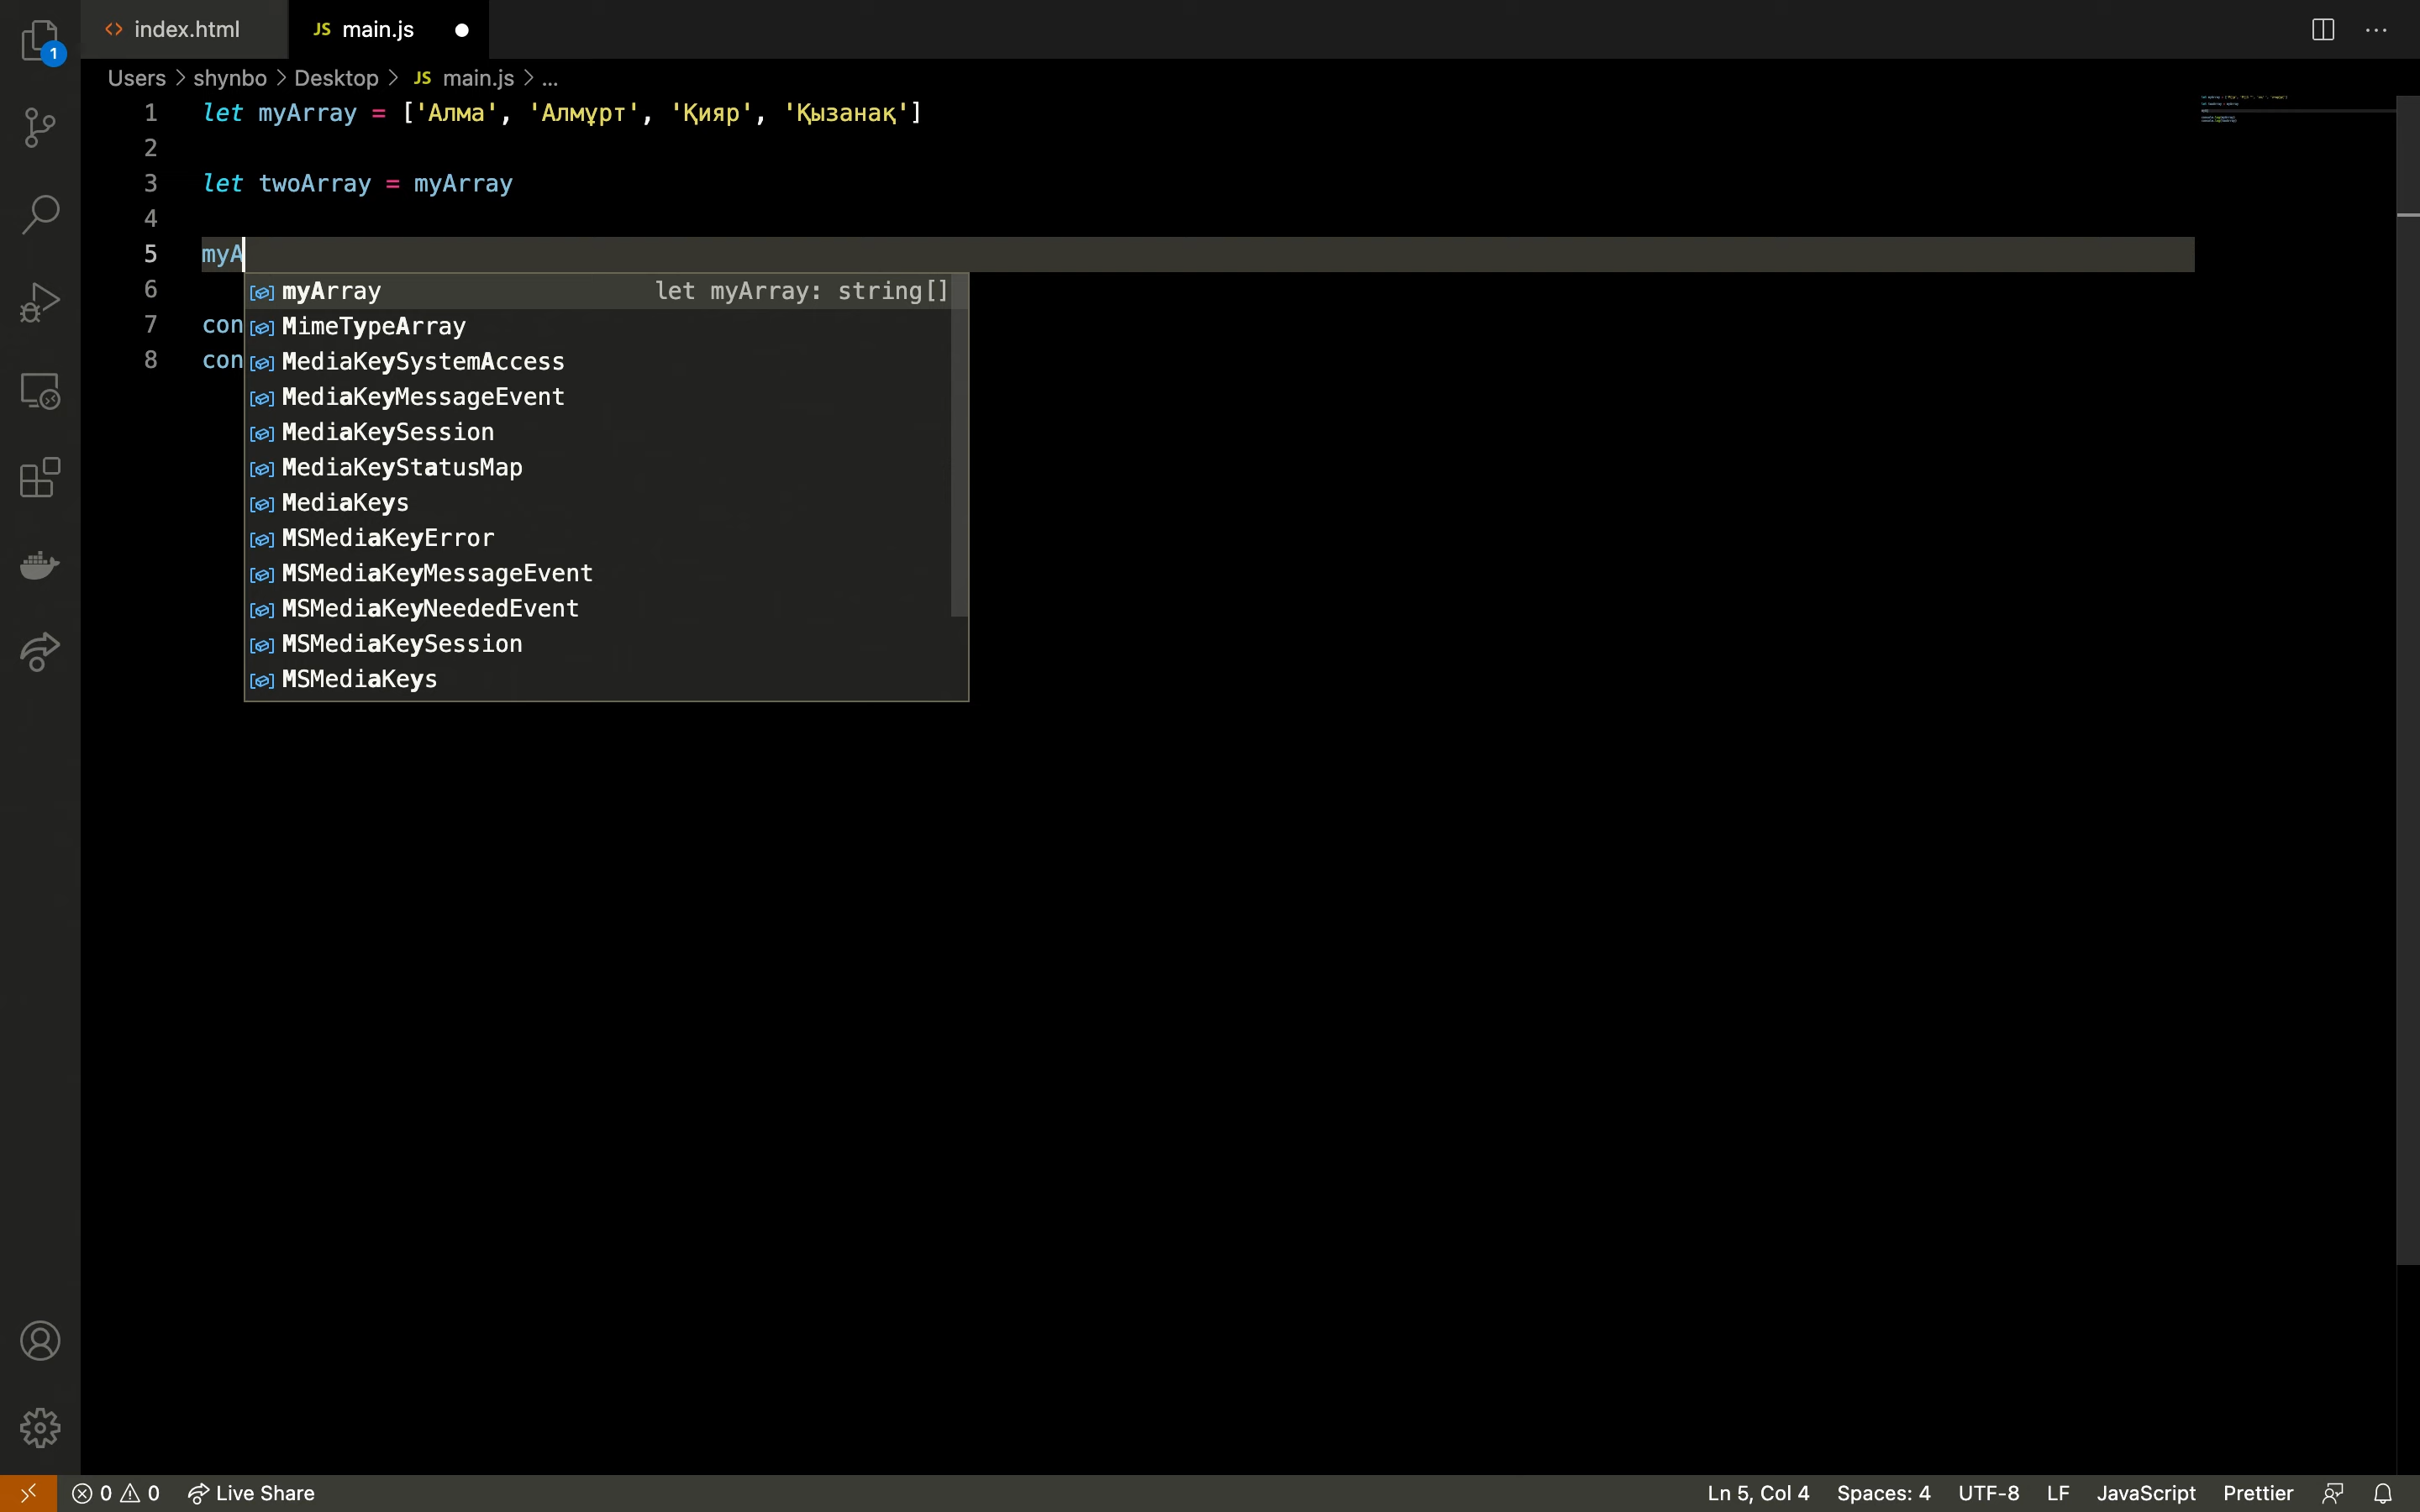 1
index.html
JS main.js
Users > shynbo > Desktop > JS main.js > ...
1 let myArray = ['Алма', 'Алмұрт', 'Қияр', 'Қызанақ']
2
3 let twoArray = myArray
4
5 myA
6
myArray let myArray: string[]
7 con
MimeTypeArray
8 con
MediaKeySystemAccess
MediaKeyMessageEvent
MediaKeySession
MediaKeyStatusMap
MediaKeys
MSMediaKeyError
MSMediaKeyMessageEvent
MSMediaKeyNeededEvent
MSMediaKeySession
MSMediaKeys
0 0 Live Share Ln 5, Col 4 Spaces: 4 UTF-8 LF JavaScript Prettier